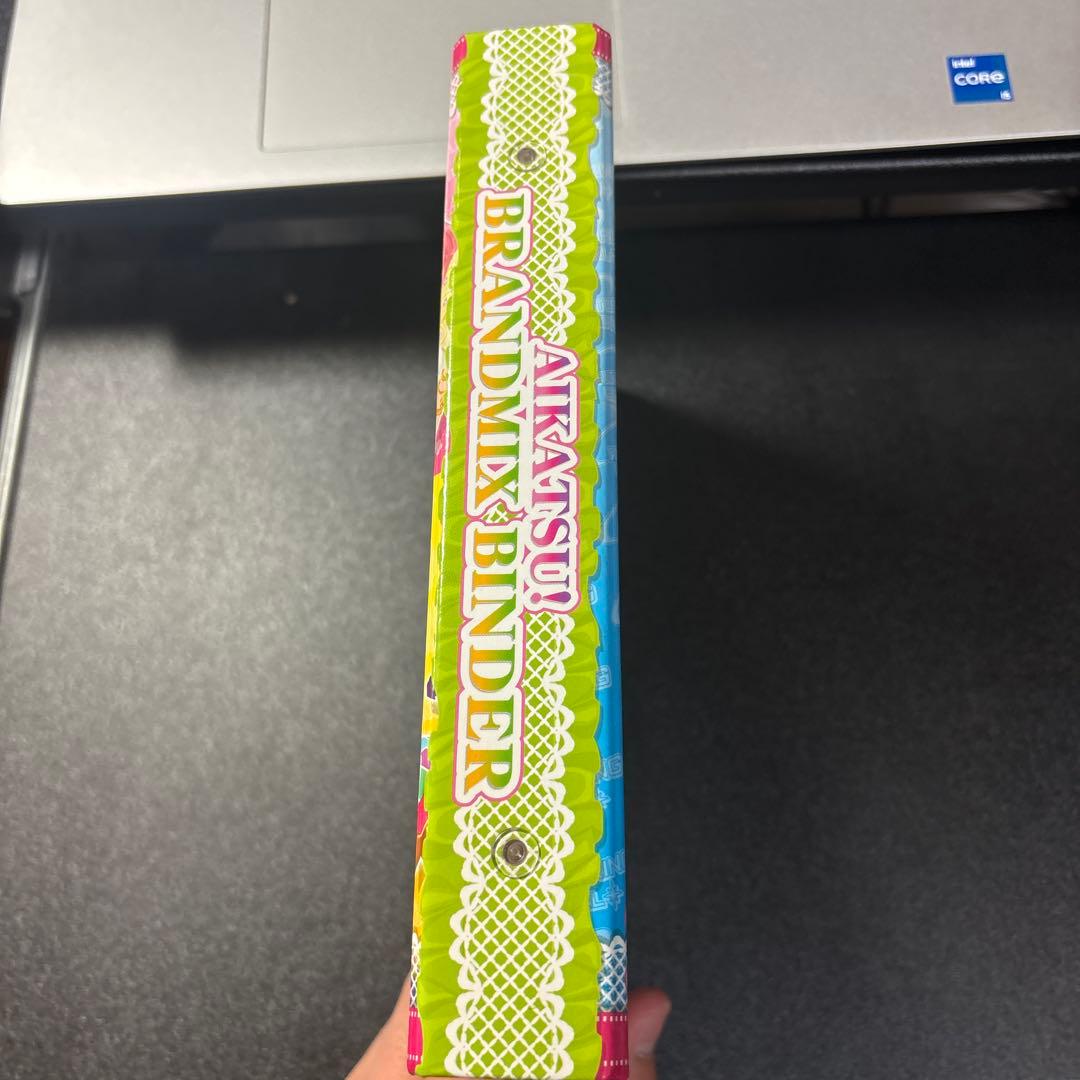 AIKATSU!
BRANDMIX BINDER
intel
CORE
i5